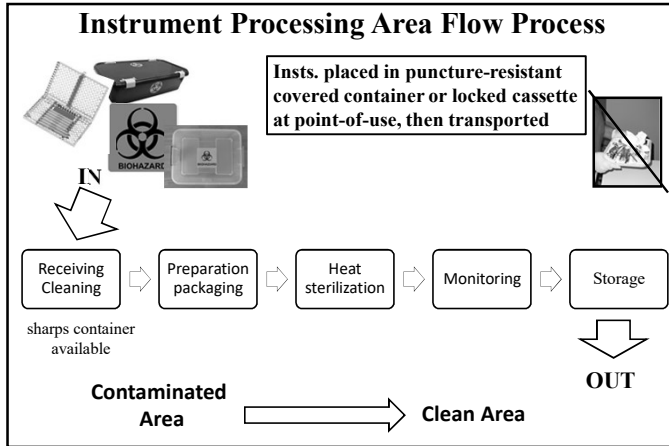 Instrument Processing Area Flow Process
Insts. placed in puncture-resistant
covered container or locked cassette
at point-of-use, then transported
BIOHAZARD
IN
Receiving
Cleaning
Preparation
packaging
Heat
sterilization
Monitoring
Storage
sharps container
available
OUT
Contaminated
Area
Clean Area